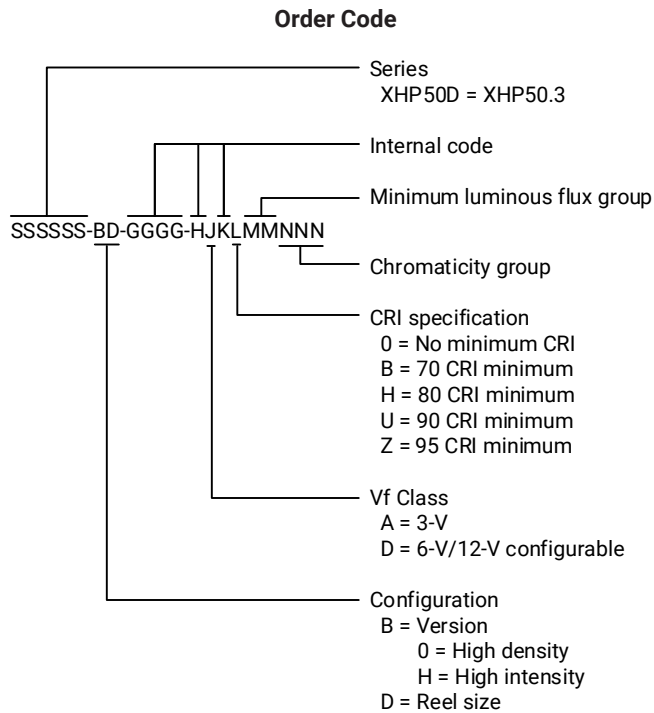 Order Code
Series
XHP50D = XHP50.3
Internal code
Minimum luminous flux group
SSSSSS-BD-GGGG-HJKLMMNNN
Chromaticity group
CRI specification
0 = No minimum CRI
B = 70 CRI minimum
H = 80 CRI minimum
U = 90 CRI minimum
Z = 95 CRI minimum
Vf Class
A = 3-V
D = 6-V/12-V configurable
Configuration
B = Version
0 = High density
H = High intensity
D = Reel size